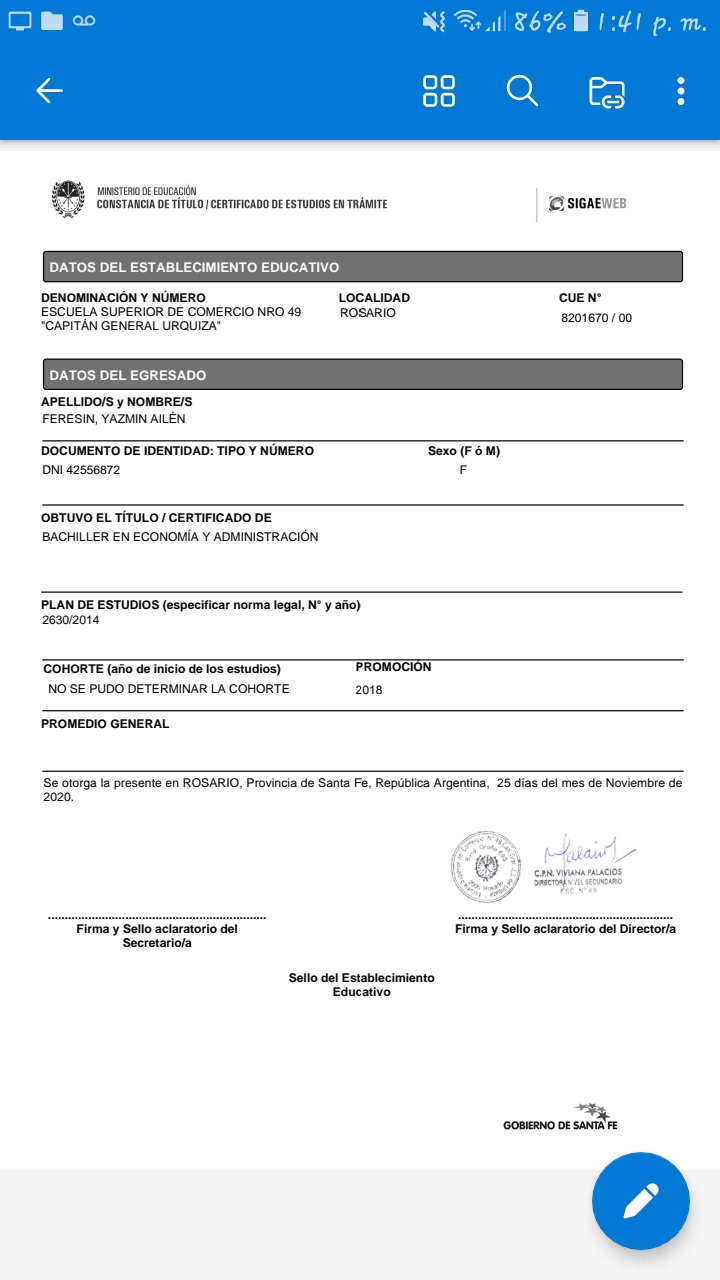 86% 1:41 p. m.
MINISTERIO DE EDUCACIÓN
CONSTANCIA DE TÍTULO / CERTIFICADO DE ESTUDIOS EN TRÁMITE
SIGAEWEB
DATOS DEL ESTABLECIMIENTO EDUCATIVO
DENOMINACIÓN Y NÚMERO LOCALIDAD CUE N°
ESCUELA SUPERIOR DE COMERCIO NRO 49 ROSARIO
"CAPITÁN GENERAL URQUIZA" 8201670 / 00
DATOS DEL EGRESADO
APELLIDO/S y NOMBRE/S
FERESIN, YAZMIN AILÉN
DOCUMENTO DE IDENTIDAD: TIPO Y NÚMERO Sexo (F ó M)
DNI 42556872 F
OBTUVO EL TÍTULO / CERTIFICADO DE
BACHILLER EN ECONOMÍA Y ADMINISTRACIÓN
PLAN DE ESTUDIOS (especificar norma legal, N° y año)
2630/2014
COHORTE (año de inicio de los estudios) PROMOCIÓN
NO SE PUDO DETERMINAR LA COHORTE 2018
PROMEDIO GENERAL
Se otorga la presente en ROSARIO, Provincia de Santa Fe, República Argentina, 25 días del mes de Noviembre de
2020.
C.P.N. VIVIANA PALACIOS
DIRECTORA NIVEL SECUNDARIO
ESC. N° 49
Firma y Sello aclaratorio del Firma y Sello aclaratorio del Director/a
Secretario/a
Sello del Establecimiento
Educativo
GOBIERNO DE SANTA FE